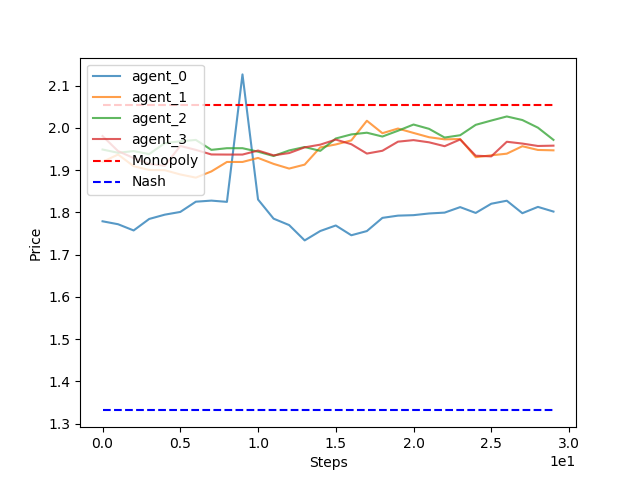 agent_0
agent_1
agent_2
agent_3
Monopoly
Nash
Price
2.1
2.0
1.9
1.8
1.7
1.6
1.5
1.4
1.3
0.0 0.5 1.0 1.5 2.0 2.5 3.0
Steps
1e1